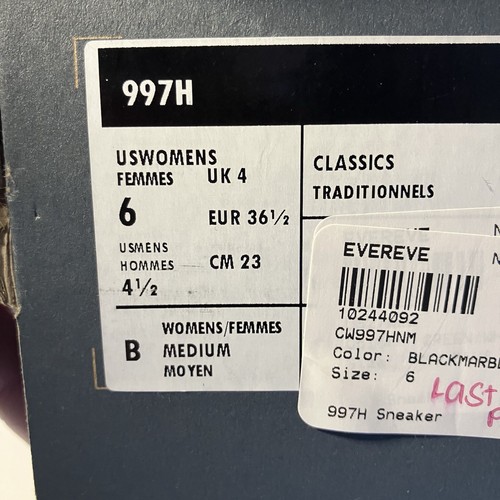 997H
USWOMENS
FEMMES
UK 4
6
EUR 36½
USMENS
HOMMES
CM 23
4½
B
WOMENS/FEMMES
MEDIUM
MOYEN
CLASSICS
TRADITIONNELS
EVEREVE
10244092
CW997HNM
Color: BLACKMARB
Size: 6
Last
997H Sneaker